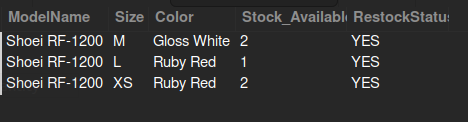 ModelName Size Color Stock_Available RestockStatus
Shoei RF-1200 M Gloss White 2 YES
Shoei RF-1200 L Ruby Red 1 YES
Shoei RF-1200 XS Ruby Red 2 YES